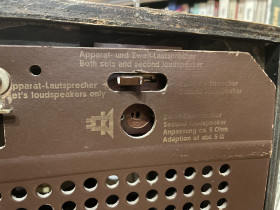 Apparat- und Zweit-Lautsprecher
Both sets and second loudspeaker
Apparat-Lautsprecher
set's loudspeakers only
Second loudspeaker
Anpassung ca. 5 Ohm
Adaption of abt. 5 Ω